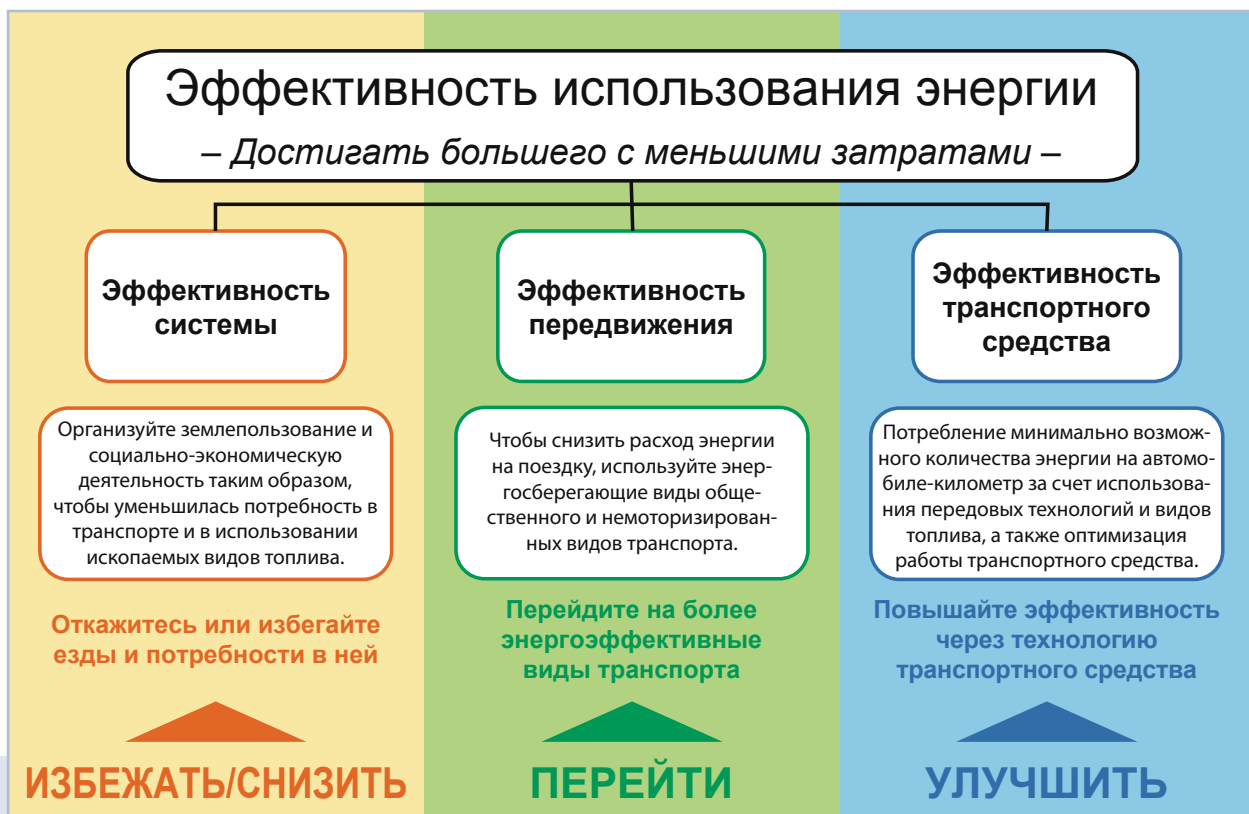 Эффективность использования энергии
– Достигать большего с меньшими затратами –
Эффективность
системы
Организуйте землепользование и
социально-экономическую
деятельность таким образом,
чтобы уменьшилась потребность в
транспорте и в использовании
ископаемых видов топлива.
Откажитесь или избегайте
езды и потребности в ней
ИЗБЕЖАТЬ/СНИЗИТЬ
Эффективность
передвижения
Чтобы снизить расход энергии
на поездку, используйте энер-
госберегающие виды обще-
ственного и немоторизирован-
ных видов транспорта.
Перейдите на более
энергоэффективные
виды транспорта
ПЕРЕЙТИ
Эффективность
транспортного
средства
Потребление минимально возмож-
ного количества энергии на автомо-
биле-километр за счет использова-
ния передовых технологий и видов
топлива, а также оптимизация
работы транспортного средства.
Повышайте эффективность
через технологию
транспортного средства
УЛУЧШИТЬ